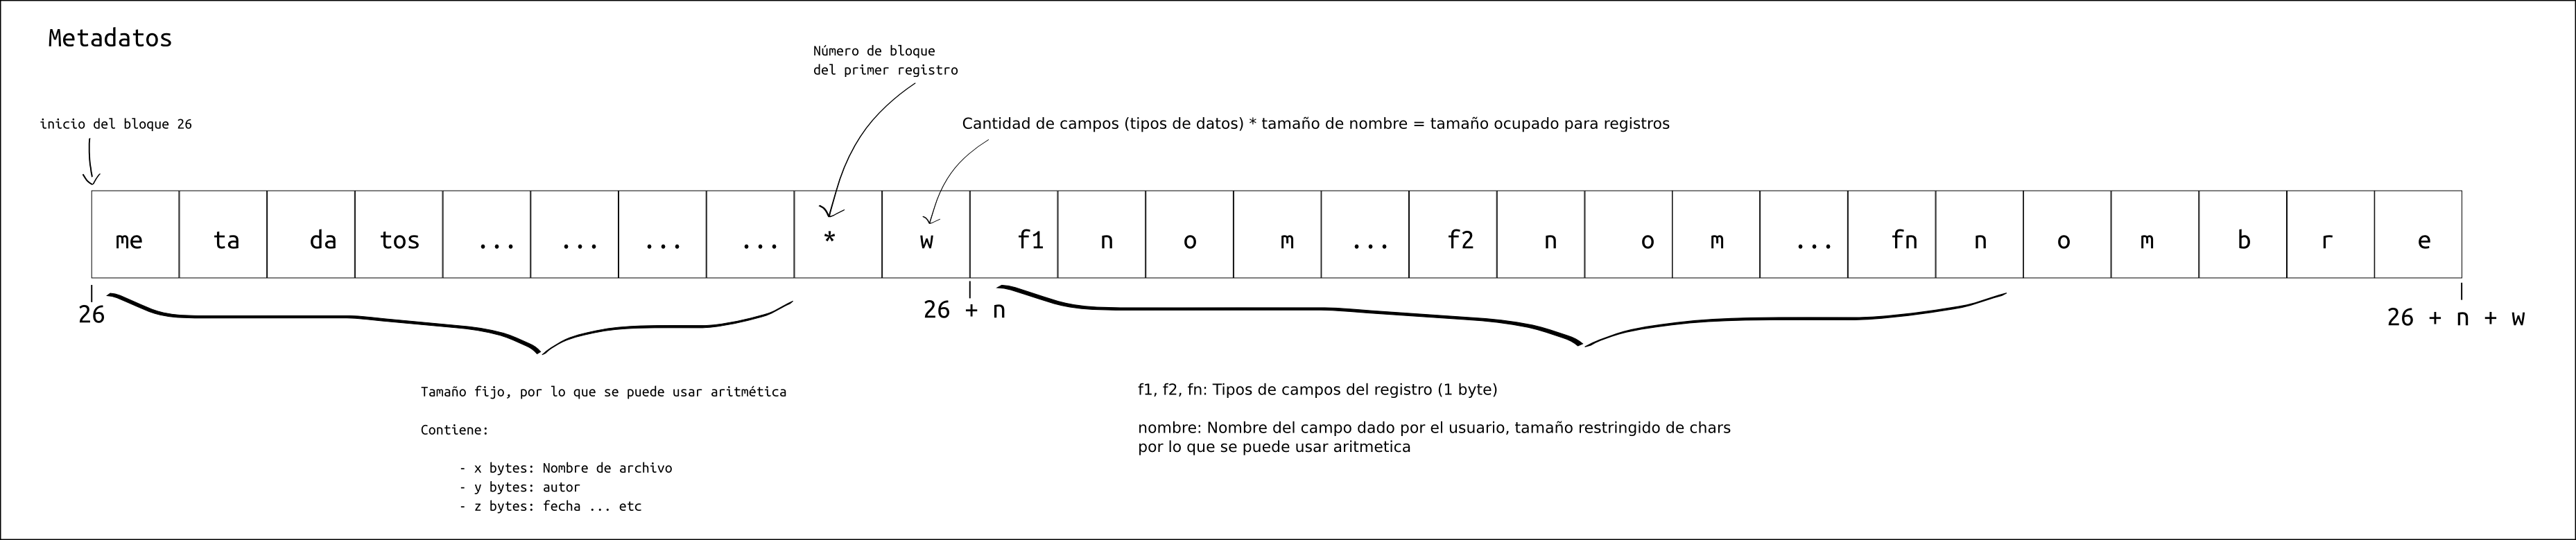 Metadatos
Número de bloque
del primer registro
inicio del bloque 26
Cantidad de campos (tipos de datos) * tamaño de nombre = tamaño ocupado para registros
me ta da tos ... ... ... ... * w f1 n o m ... f2 n o m ... fn n o m b r e
26 26 + n 26 + n + w
Tamaño fijo, por lo que se puede usar aritmética
Contiene:
- x bytes: Nombre de archivo
- y bytes: autor
- z bytes: fecha ... etc
f1, f2, fn: Tipos de campos del registro (1 byte)
nombre: Nombre del campo dado por el usuario, tamaño restringido de chars
por lo que se puede usar aritmetica